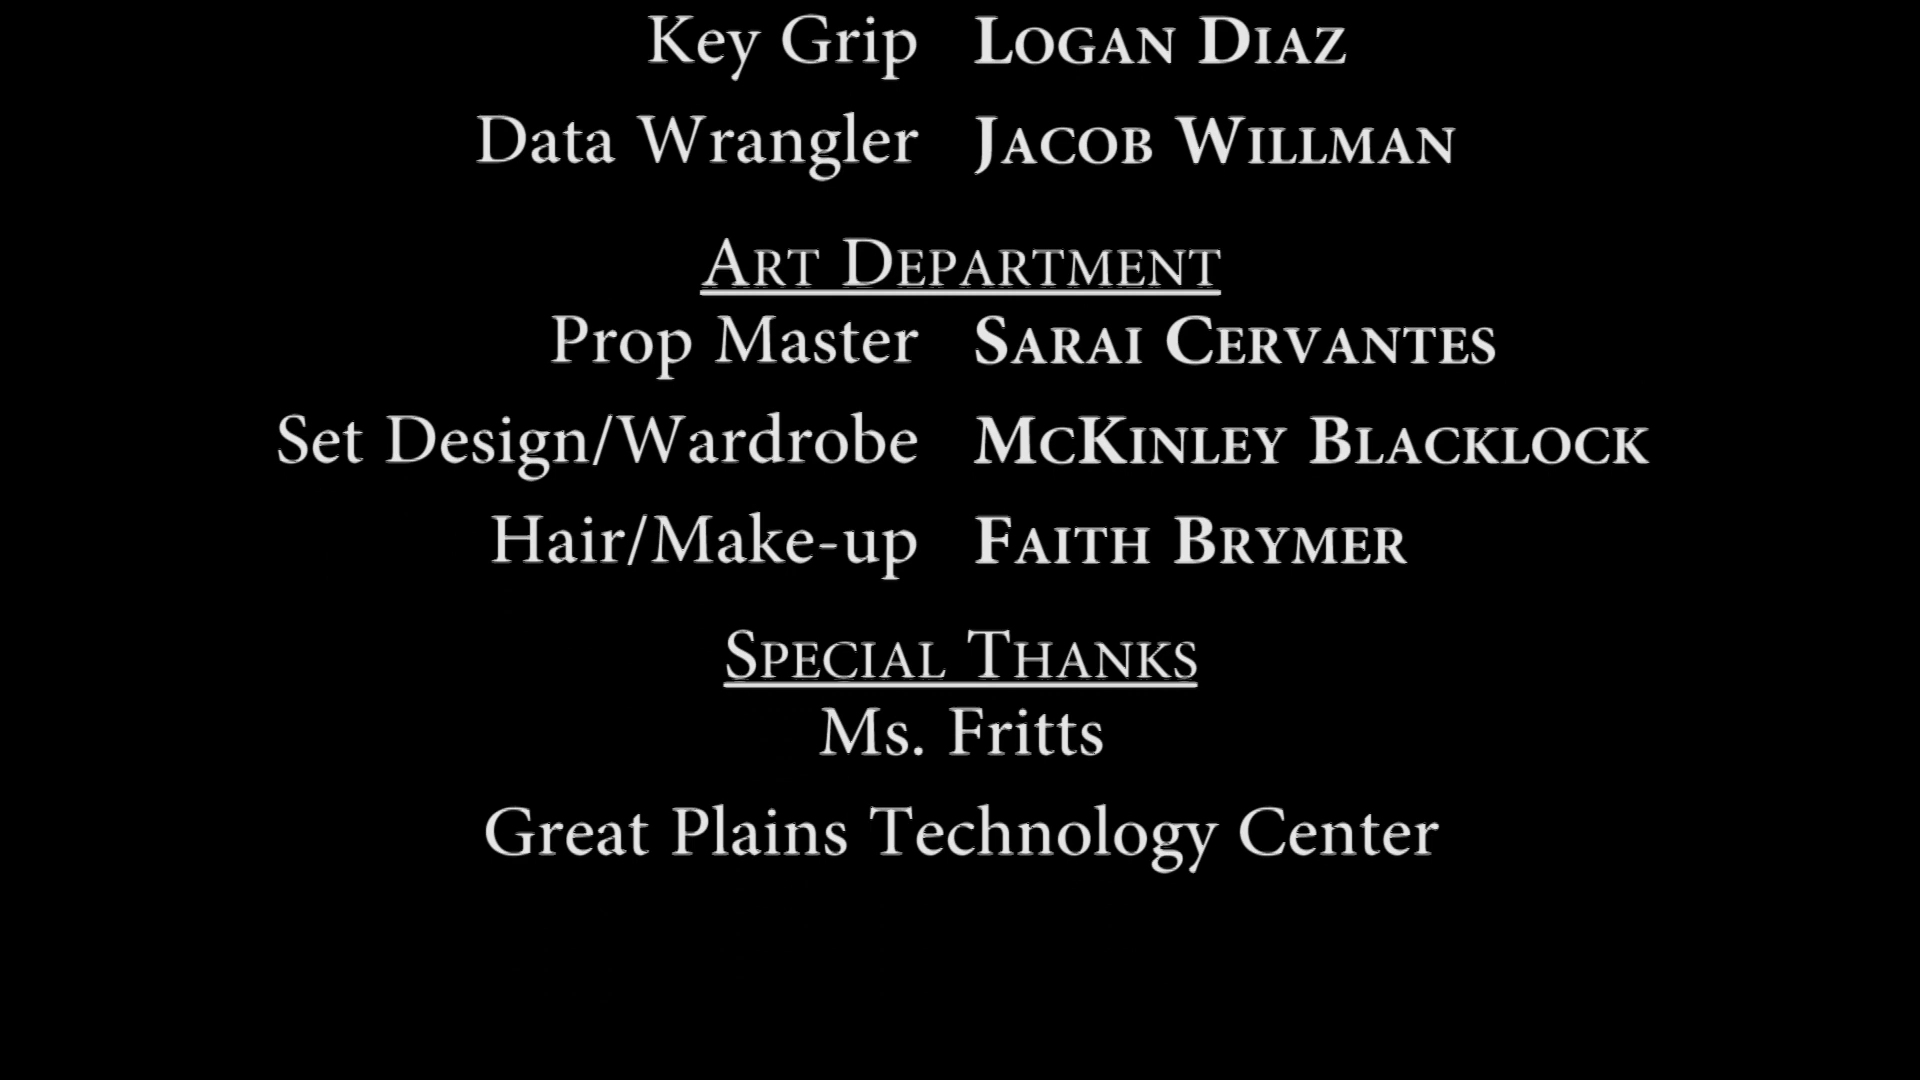 Key Grip Logan Diaz
Data Wrangler Jacob Willman
Art Department
Prop Master Sarai Cervantes
Set Design/Wardrobe McKinley Blacklock
Hair/Make-up Faith Brymer
Special Thanks
Ms. Fritts
Great Plains Technology Center